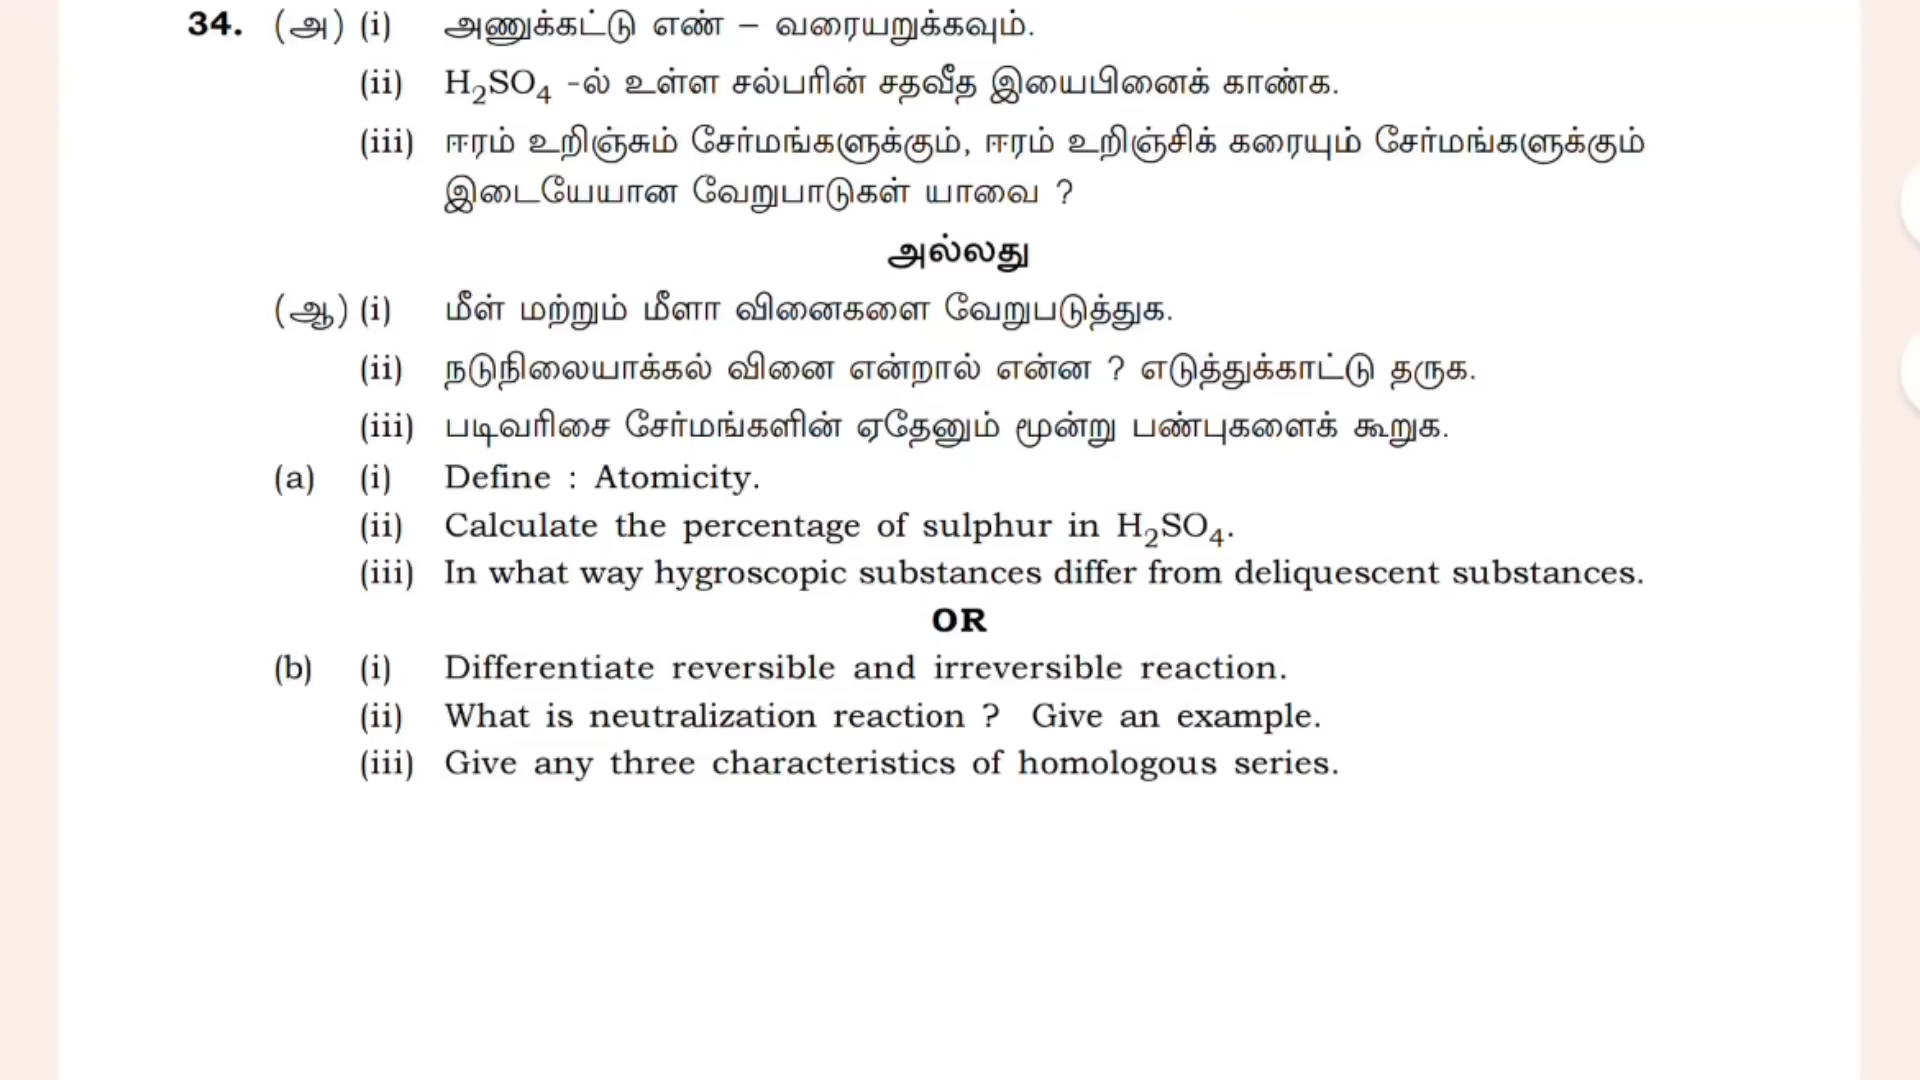 34. (அ) (i) அணுக்கட்டு எண் – வரையறுக்கவும்.
(ii) H₂SO₄ -ல் உள்ள சல்பரின் சதவீத இயைபினைக் காண்க.
(iii) ஈரம் உறிஞ்சும் சேர்மங்களுக்கும், ஈரம் உறிஞ்சிக் கரையும் சேர்மங்களுக்கும்
இடையேயான வேறுபாடுகள் யாவை ?
அல்லது
(ஆ) (i) மீள் மற்றும் மீளா வினைகளை வேறுபடுத்துக.
(ii) நடுநிலையாக்கல் வினை என்றால் என்ன ? எடுத்துக்காட்டு தருக.
(iii) படிவரிசை சேர்மங்களின் ஏதேனும் மூன்று பண்புகளைக் கூறுக.
(a) (i) Define : Atomicity.
(ii) Calculate the percentage of sulphur in H₂SO₄.
(iii) In what way hygroscopic substances differ from deliquescent substances.
OR
(b) (i) Differentiate reversible and irreversible reaction.
(ii) What is neutralization reaction ? Give an example.
(iii) Give any three characteristics of homologous series.